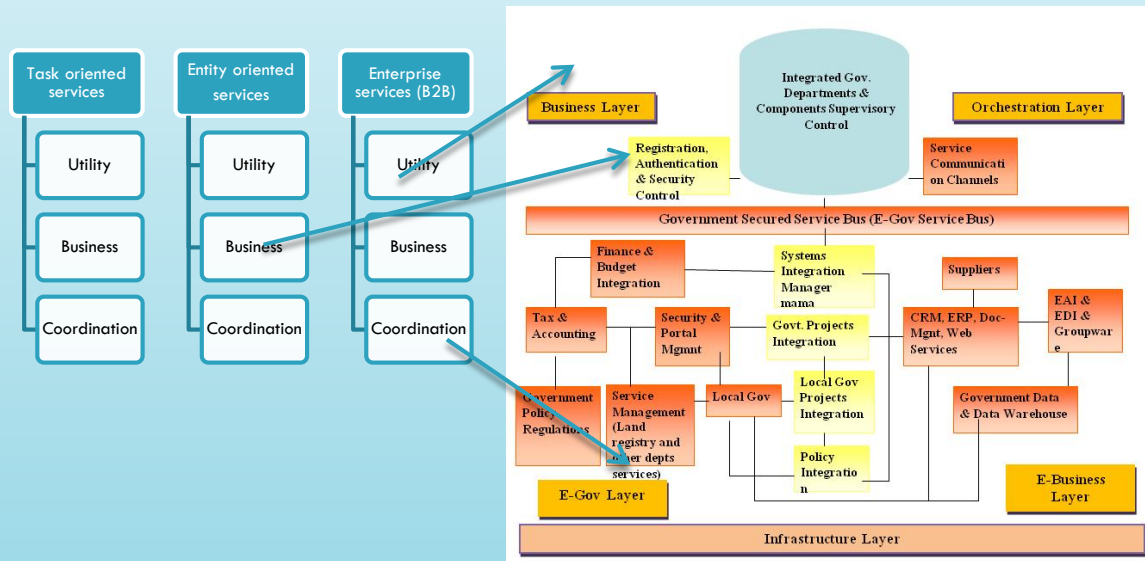 Task oriented
services
Utility
Business
Coordination
Entity oriented
services
Utility
Business
Coordination
Enterprise
services (B2B)
Utility
Business
Coordination
Integrated Gov.
Departments &
Components Supervisory
Control
Business Layer
Orchestration Layer
Registration,
Authentication
& Security
Control
Service
Communicati
on Channels
Government Secured Service Bus (E-Gov Service Bus)
Finance &
Budget
Integration
Systems
Integration
Manager
mama
Suppliers
Tax &
Accounting
Security &
Portal
Mgmnt
Govt. Projects
Integration
CRM, ERP, Doc-
Mgnt, Web
Services
EAI &
EDI &
Groupwar
e
Government
Policy
Regulations
Service
Management
(Land
registry and
other depts
services)
Local Gov
Local Gov
Projects
Integration
Government Data
& Data Warehouse
Policy
Integratio
n
E-Gov Layer
E-Business
Layer
Infrastructure Layer